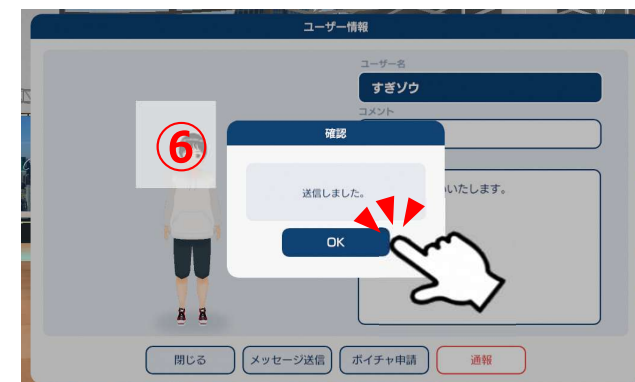 ユーザー情報
ユーザー名
すぎゾウ
コメント
⑥
確認
送信しました。
いたします。
OK
閉じる
メッセージ送信
ボイチャ申請
通報